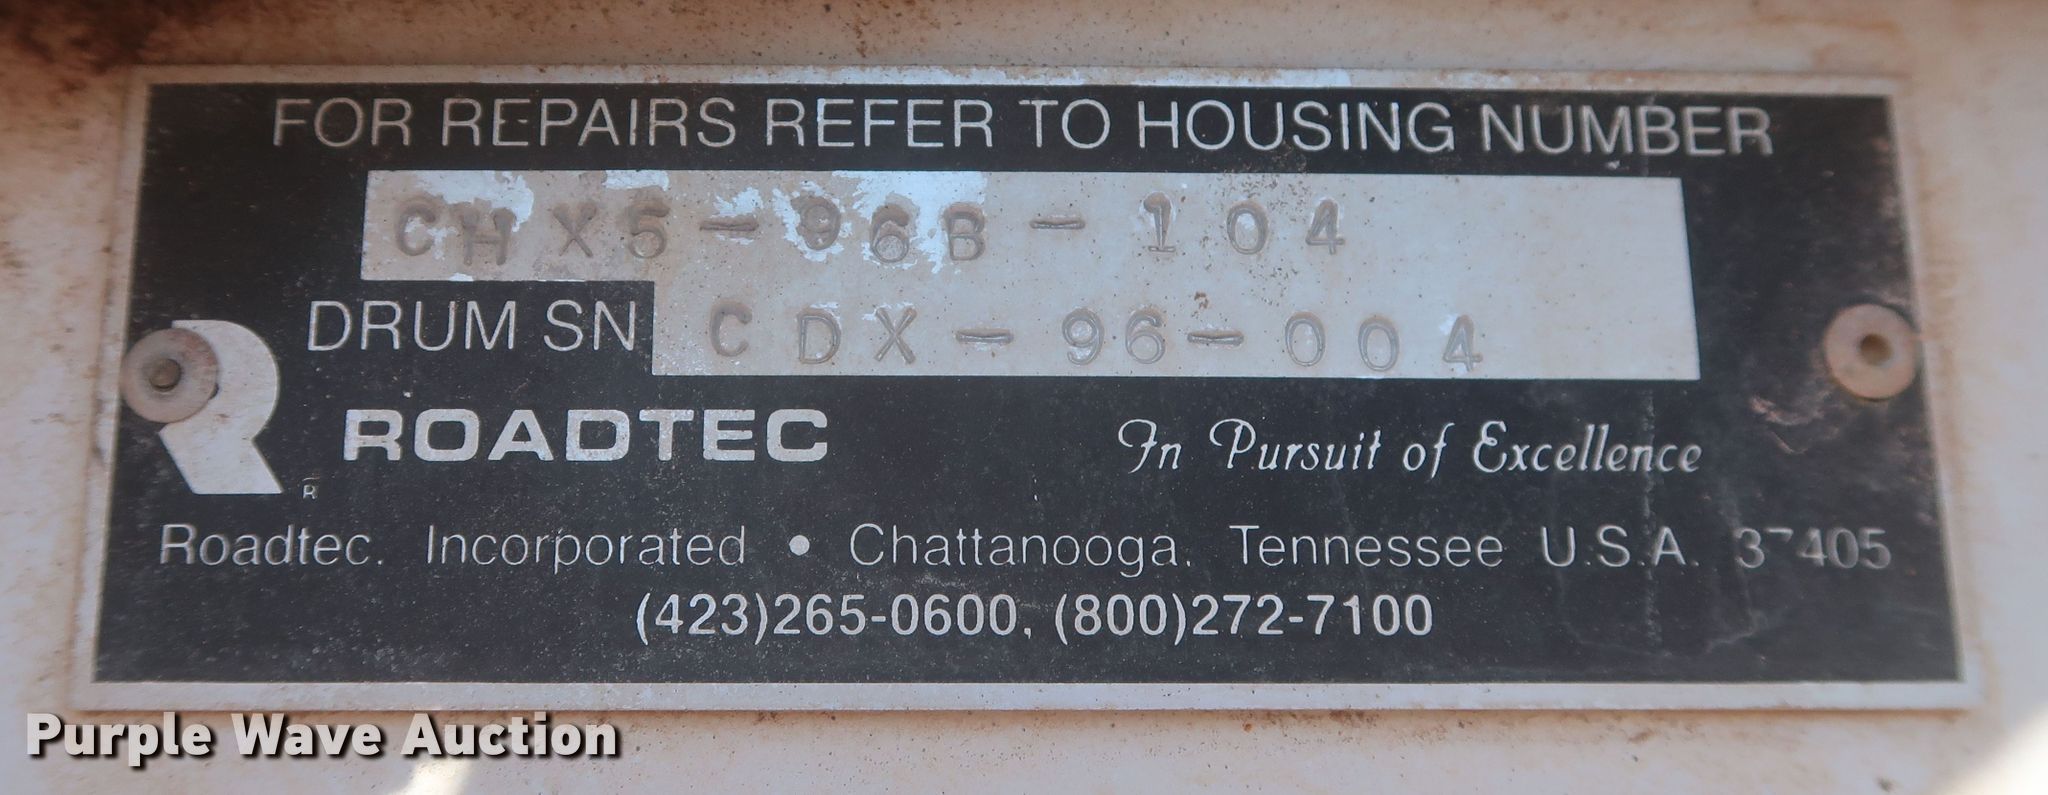 FOR REPAIRS REFER TO HOUSING NUMBER
CHX5-96B-104
DRUM SN CDX-96-004
R
ROADTEC In Pursuit of Excellence
Roadtec, Incorporated • Chattanooga, Tennessee U.S.A. 37405
(423)265-0600, (800)272-7100
Purple Wave Auction